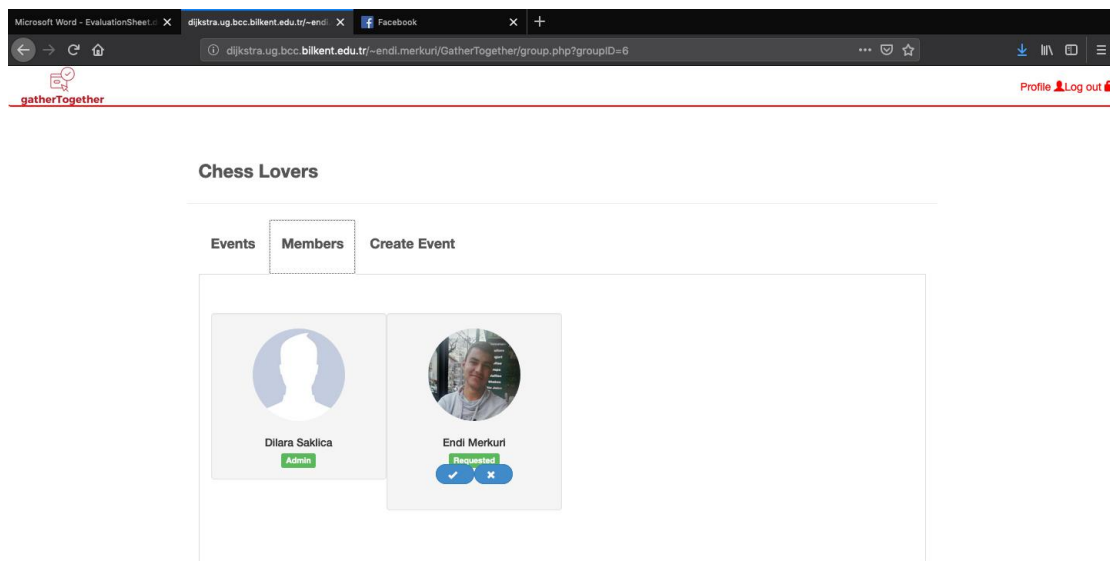 Microsoft Word - EvaluationSheet.d
dijkstra.ug.bcc.bilkent.edu.tr/~endi
Facebook
dijkstra.ug.bcc.bilkent.edu.tr/~endi.merkuri/GatherTogether/group.php?groupID=6
gatherTogether
Profile Log out
Chess Lovers
Events Members Create Event
Dilara Saklica
Admin
Endi Merkuri
Requested